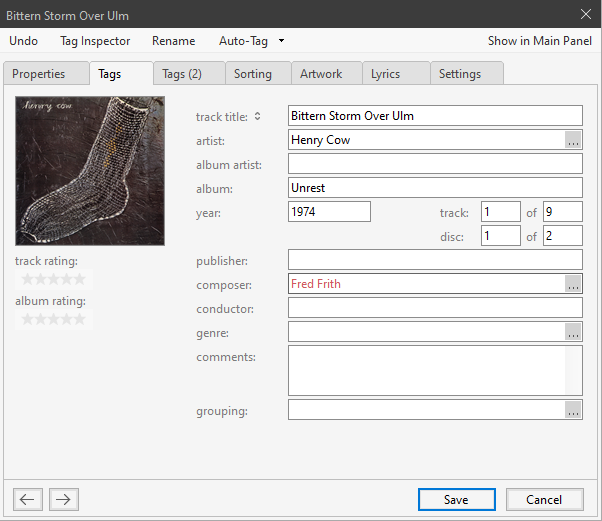 Bittern Storm Over Ulm
Undo Tag Inspector Rename Auto-Tag Show in Main Panel
Properties Tags Tags (2) Sorting Artwork Lyrics Settings
henry cow
track title: Bittern Storm Over Ulm
artist: Henry Cow ...
album artist:
album: Unrest
year: 1974 track: 1 of 9
disc: 1 of 2
track rating:
album rating:
publisher:
composer: Fred Frith ...
conductor:
genre: ...
comments:
grouping: ...
Save Cancel